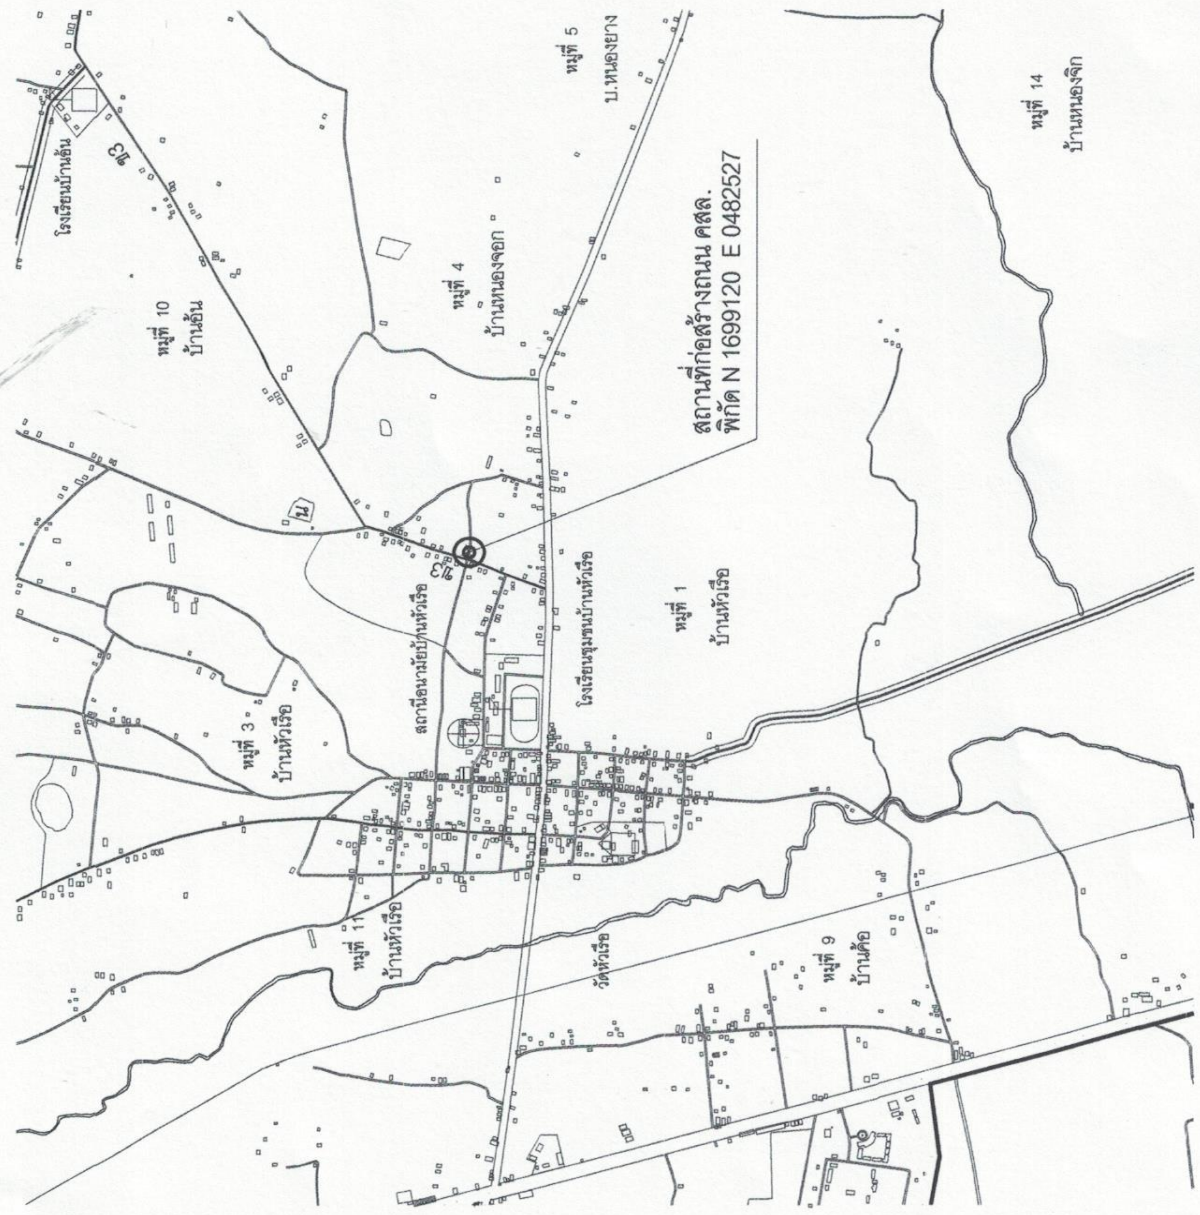 โรงเรียนบ้านอ้น
บ3
หมู่ที่ 10
บ้านอ้น
หมู่ที่ 5
บ.หนองยาง
หมู่ที่ 4
บ้านหนองจอก
หมู่ที่ 14
บ้านหนองจิก
สถานที่ก่อสร้างถนน คสล.
พิกัด N 1699120 E 0482527
น
บ3
สถานีอนามัยบ้านหัวเรือ
โรงเรียนชุมชนบ้านหัวเรือ
หมู่ที่ 1
บ้านหัวเรือ
หมู่ที่ 3
บ้านหัวเรือ
หมู่ที่ 11
บ้านหัวเรือ
วัดหัวเรือ
หมู่ที่ 9
บ้านค้อ